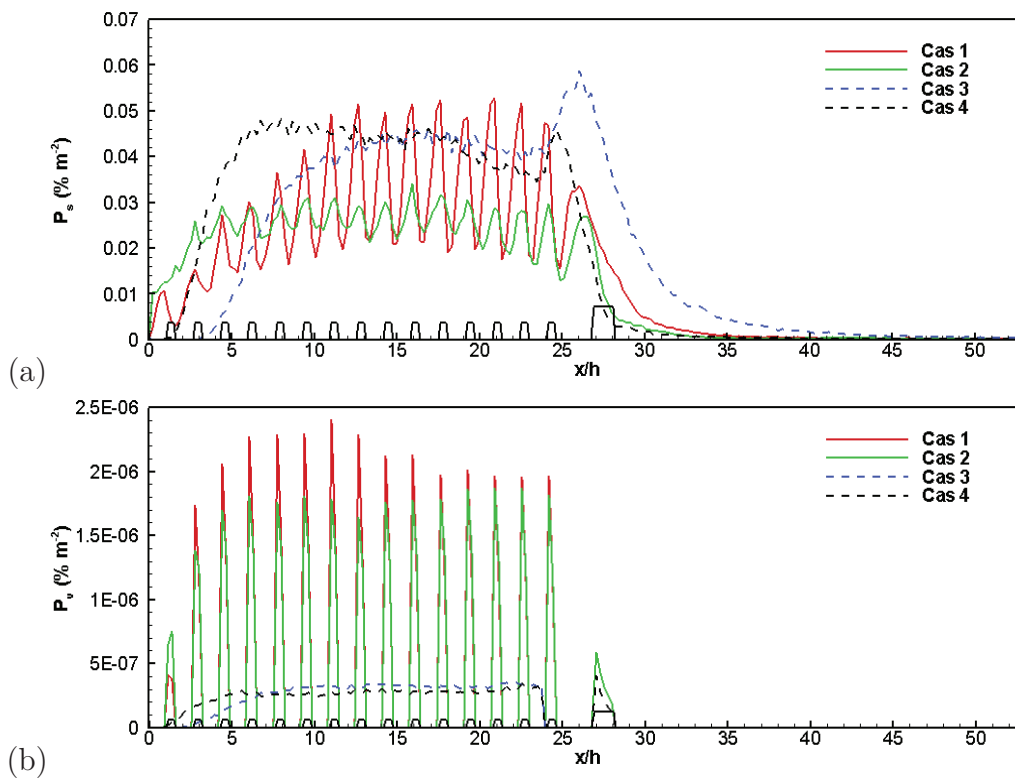 0.07
0.06
0.05
0.04
0.03
0.02
0.01
0
P_s (% m⁻²)
Cas 1
Cas 2
Cas 3
Cas 4
0 5 10 15 20 25 30 35 40 45 50
x/h
(a)
2.5E-06
2E-06
1.5E-06
1E-06
5E-07
0
P_v (% m⁻²)
Cas 1
Cas 2
Cas 3
Cas 4
0 5 10 15 20 25 30 35 40 45 50
x/h
(b)